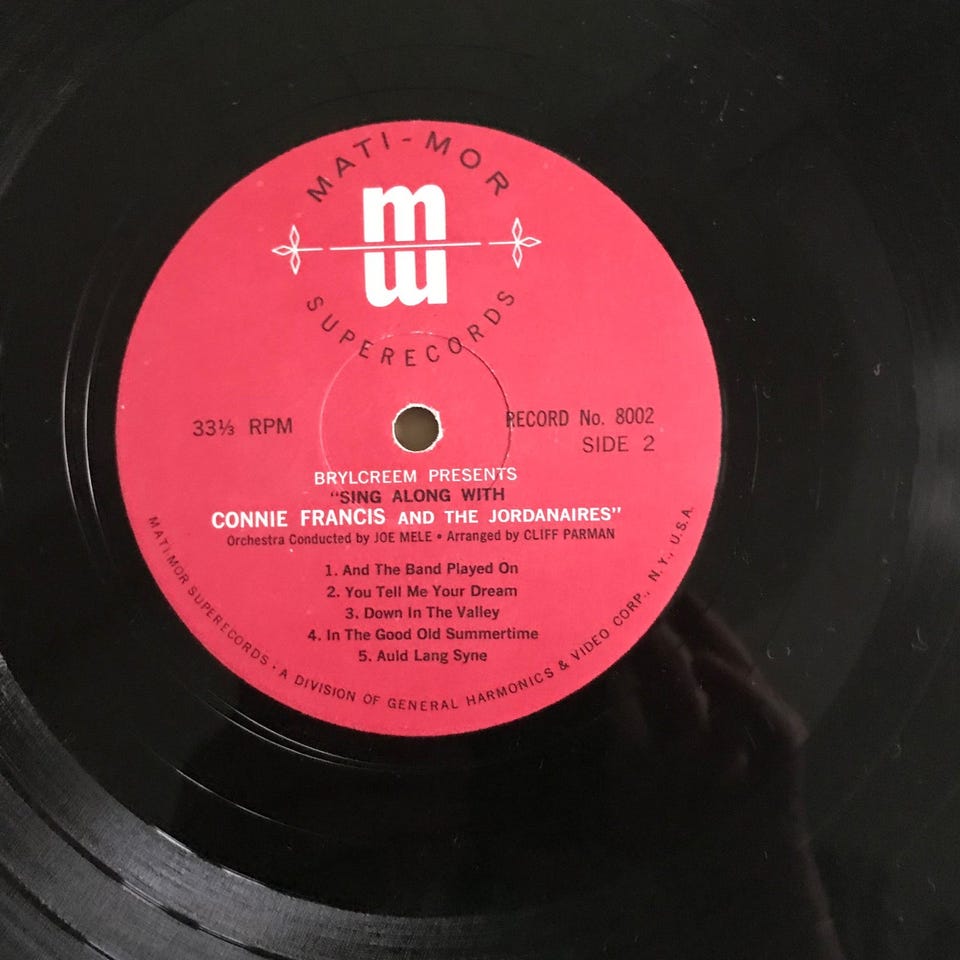 MATI-MOR
m
SUPERECORDS
33⅓ RPM
RECORD No. 8002
SIDE 2
BRYLCREEM PRESENTS
"SING ALONG WITH
CONNIE FRANCIS AND THE JORDANAIRES"
Orchestra Conducted by JOE MELE • Arranged by CLIFF PARMAN
1. And The Band Played On
2. You Tell Me Your Dream
3. Down In The Valley
4. In The Good Old Summertime
5. Auld Lang Syne
MATI-MOR SUPERECORDS • A DIVISION OF GENERAL HARMONICS & VIDEO CORP., N. Y., U.S.A.